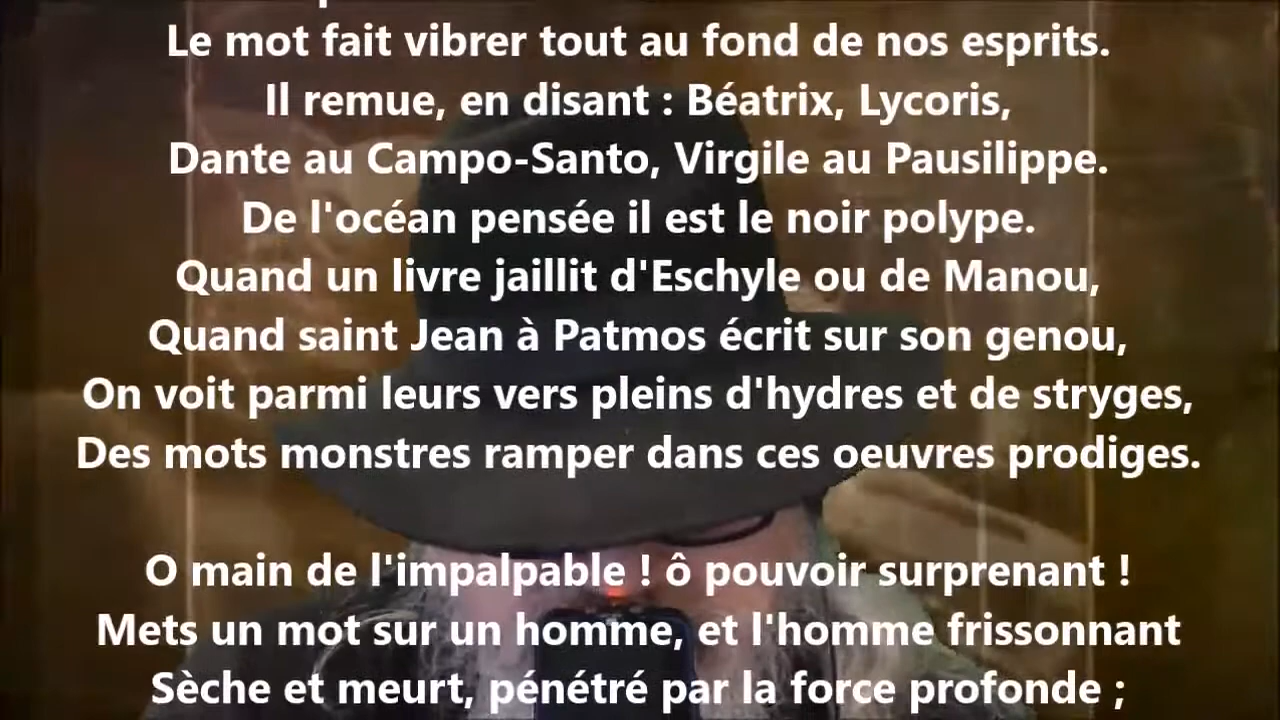 Le mot fait vibrer tout au fond de nos esprits.
Il remue, en disant : Béatrix, Lycoris,
Dante au Campo-Santo, Virgile au Pausilippe.
De l'océan pensée il est le noir polype.
Quand un livre jaillit d'Eschyle ou de Manou,
Quand saint Jean à Patmos écrit sur son genou,
On voit parmi leurs vers pleins d'hydres et de stryges,
Des mots monstres ramper dans ces oeuvres prodiges.
O main de l'impalpable ! ô pouvoir surprenant !
Mets un mot sur un homme, et l'homme frissonnant
Sèche et meurt, pénétré par la force profonde ;